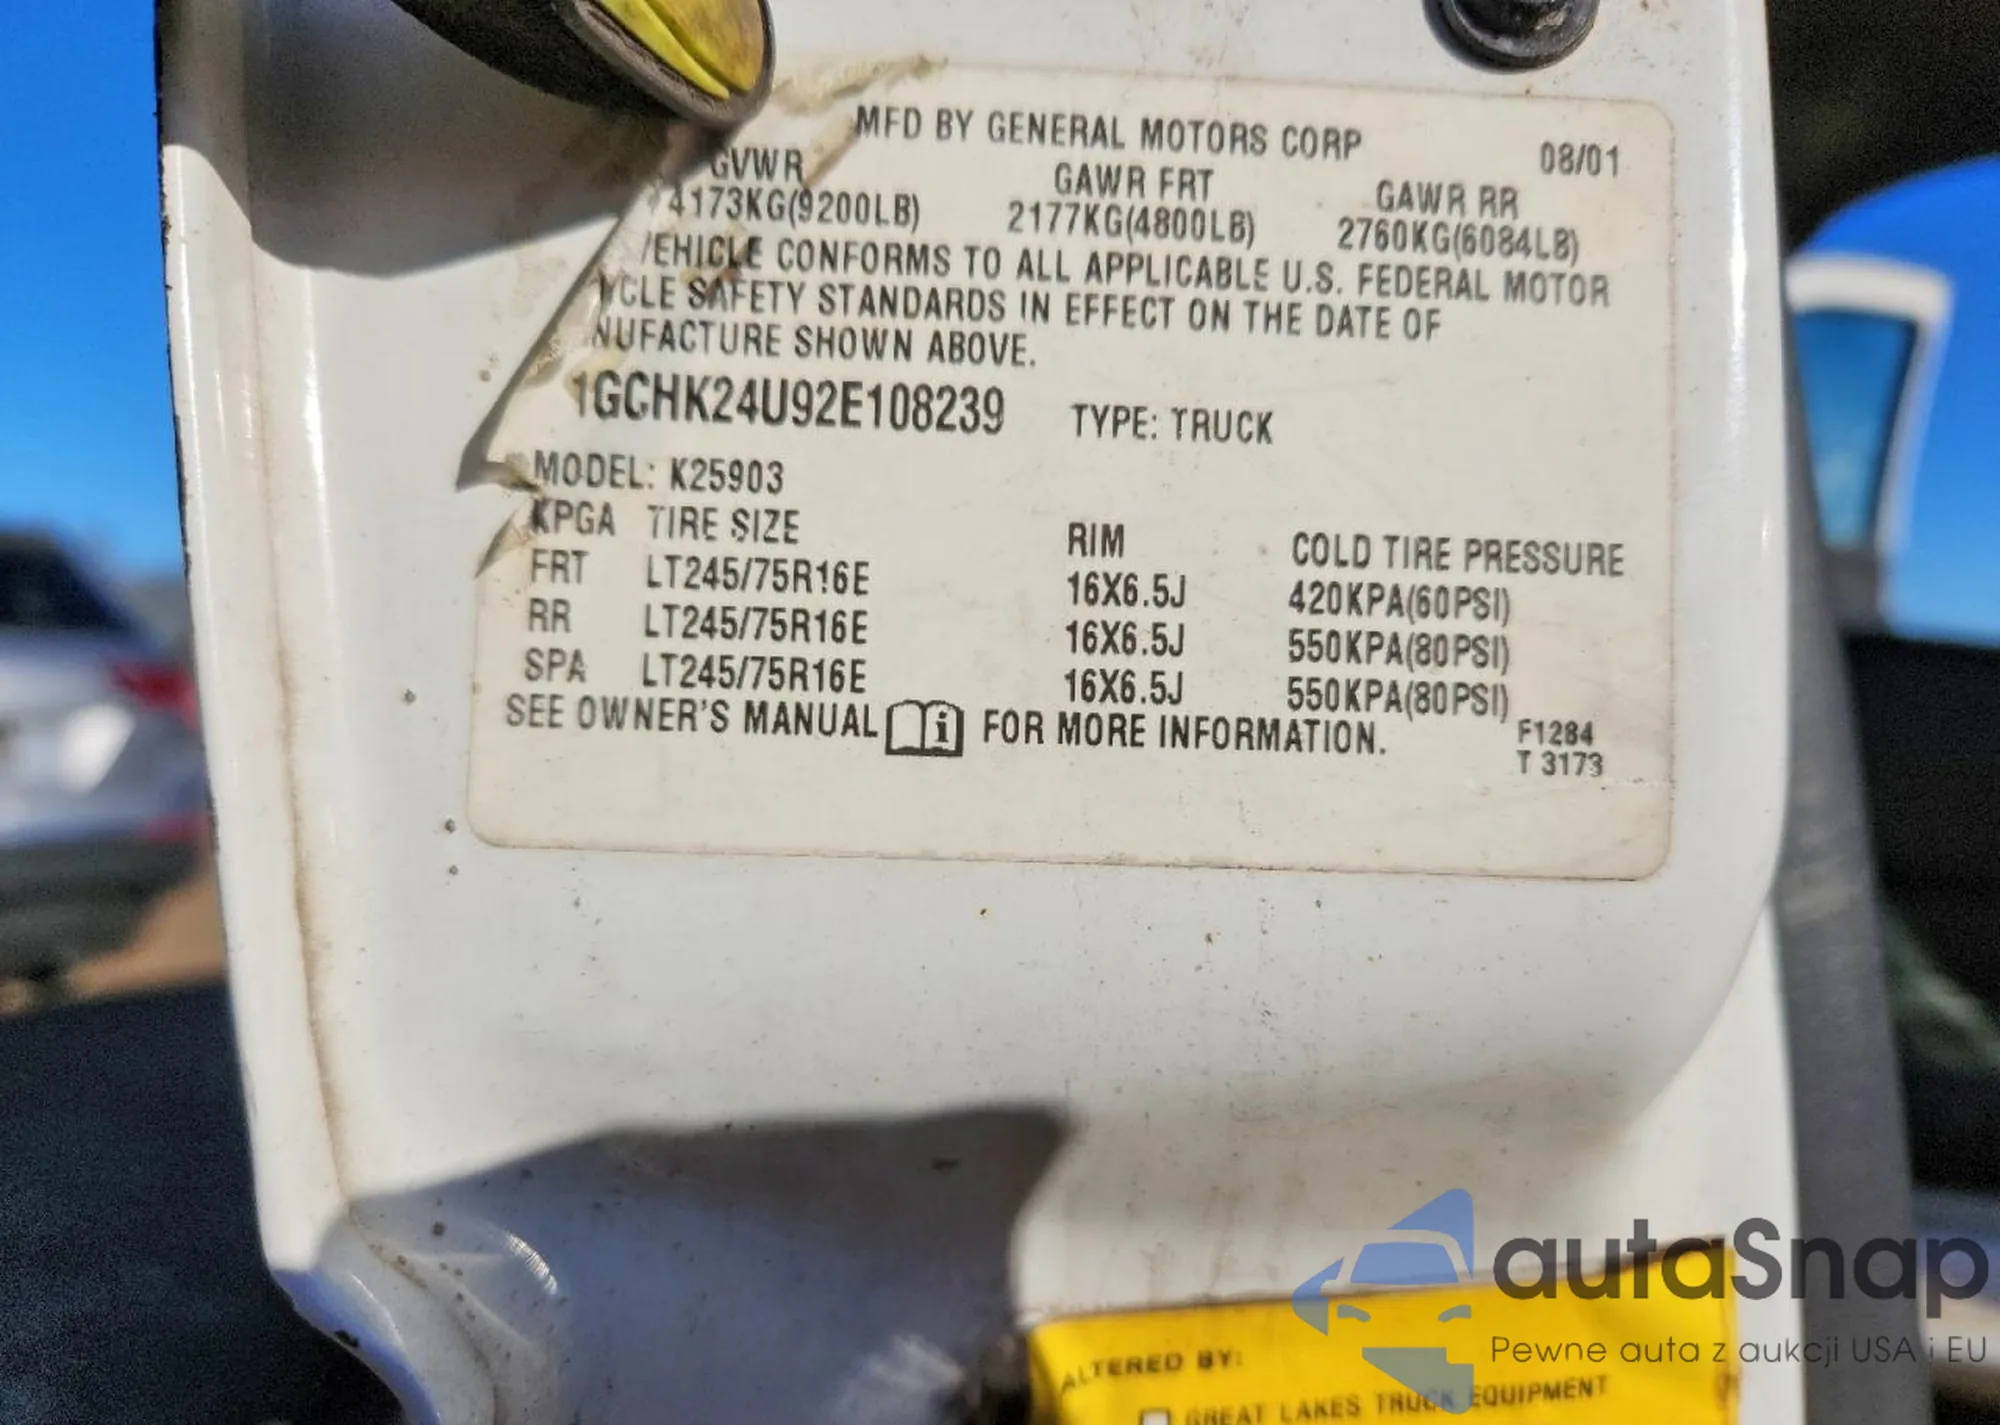 MFD BY GENERAL MOTORS CORP 08/01
GVWR GAWR FRT GAWR RR
4173KG(9200LB) 2177KG(4800LB) 2760KG(6084LB)
VEHICLE CONFORMS TO ALL APPLICABLE U.S. FEDERAL MOTOR
CLE SAFETY STANDARDS IN EFFECT ON THE DATE OF
NUFACTURE SHOWN ABOVE.
1GCHK24U92E108239 TYPE: TRUCK
MODEL: K25903
KPGA TIRE SIZE RIM COLD TIRE PRESSURE
FRT LT245/75R16E 16X6.5J 420KPA(60PSI)
RR LT245/75R16E 16X6.5J 550KPA(80PSI)
SPA LT245/75R16E 16X6.5J 550KPA(80PSI)
SEE OWNER'S MANUAL i FOR MORE INFORMATION.
F1284
T 3173
autaSnap
Pewne auta z aukcji USA i EU
ALTERED BY:
GREAT LAKES TRUCK EQUIPMENT